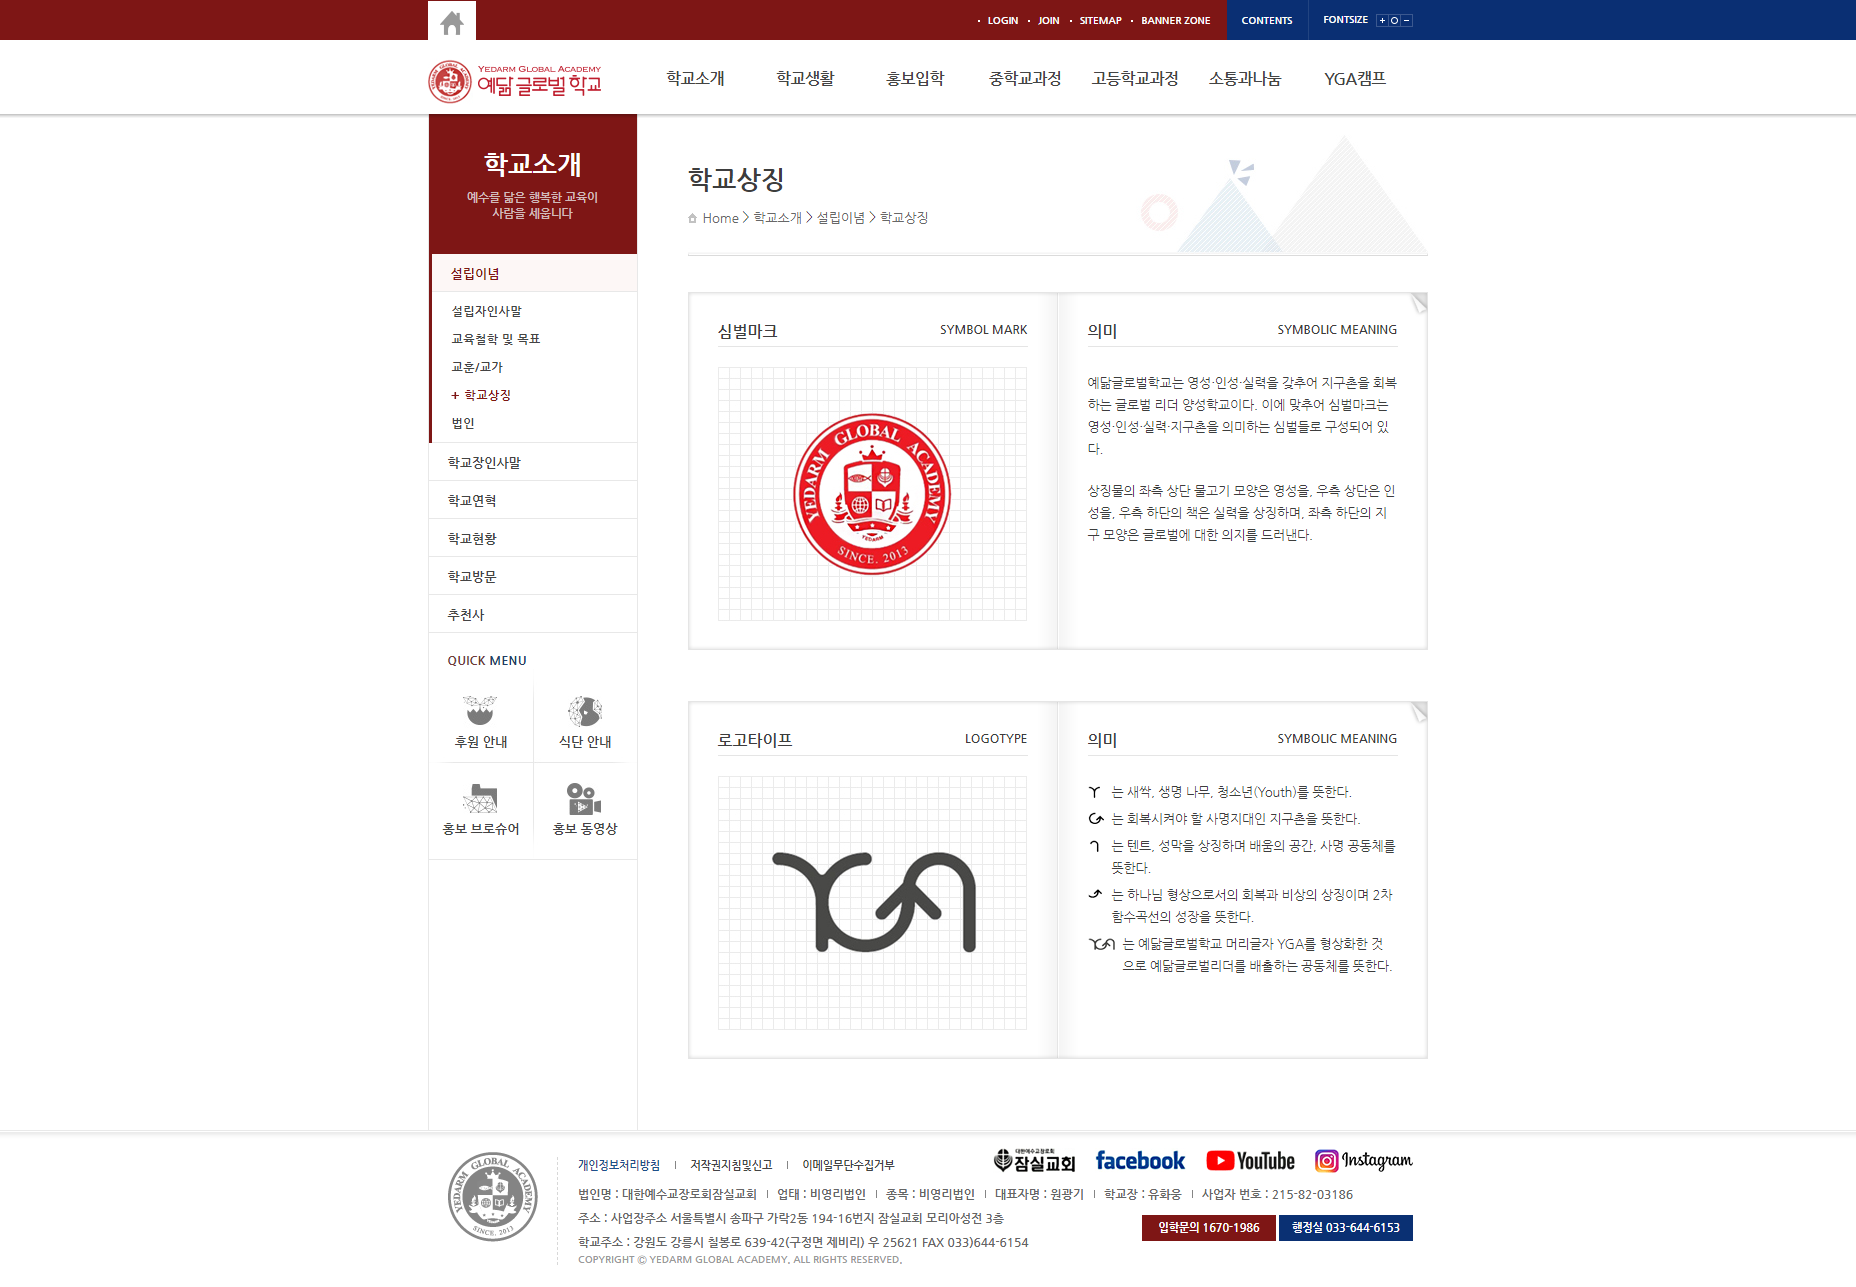 LOGIN · JOIN · SITEMAP · BANNER ZONE
CONTENTS
FONTSIZE + O -
YEDARM GLOBAL ACADEMY
예닮 글로벌 학교
학교소개 학교생활 홍보입학 중학교과정 고등학교과정 소통과나눔 YGA캠프
학교소개
예수를 닮은 행복한 교육이
사람을 세웁니다
설립이념
설립자인사말
교육철학 및 목표
교훈/교가
+ 학교상징
법인
학교장인사말
학교연혁
학교현황
학교방문
추천사
QUICK MENU
후원 안내
식단 안내
홍보 브로슈어
홍보 동영상
학교상징
Home > 학교소개 > 설립이념 > 학교상징
심벌마크 SYMBOL MARK
YEDARM GLOBAL ACADEMY
YEDARM
SINCE. 2013
의미 SYMBOLIC MEANING
예닮글로벌학교는 영성·인성·실력을 갖추어 지구촌을 회복
하는 글로벌 리더 양성학교이다. 이에 맞추어 심벌마크는
영성·인성·실력·지구촌을 의미하는 심벌들로 구성되어 있
다.
상징물의 좌측 상단 물고기 모양은 영성을, 우측 상단은 인
성을, 우측 하단의 책은 실력을 상징하며, 좌측 하단의 지
구 모양은 글로벌에 대한 의지를 드러낸다.
로고타이프 LOGOTYPE
의미 SYMBOLIC MEANING
는 새싹, 생명 나무, 청소년(Youth)를 뜻한다.
는 회복시켜야 할 사명지대인 지구촌을 뜻한다.
는 텐트, 성막을 상징하며 배움의 공간, 사명 공동체를
뜻한다.
는 하나님 형상으로서의 회복과 비상의 상징이며 2차
함수곡선의 성장을 뜻한다.
는 예닮글로벌학교 머리글자 YGA를 형상화한 것
으로 예닮글로벌리더를 배출하는 공동체를 뜻한다.
YEDARM GLOBAL ACADEMY
SINCE. 2013
개인정보처리방침 | 저작권지침및신고 | 이메일무단수집거부
대한예수교장로회
잠실교회
facebook
YouTube
Instagram
법인명 : 대한예수교장로회잠실교회 | 업태 : 비영리법인 | 종목 : 비영리법인 | 대표자명 : 원광기 | 학교장 : 유화웅 | 사업자 번호 : 215-82-03186
주소 : 사업장주소 서울특별시 송파구 가락2동 194-16번지 잠실교회 모리아성전 3층
입학문의 1670-1986
행정실 033-644-6153
학교주소 : 강원도 강릉시 칠봉로 639-42(구정면 제비리) 우 25621 FAX 033)644-6154
COPYRIGHT © YEDARM GLOBAL ACADEMY. ALL RIGHTS RESERVED.